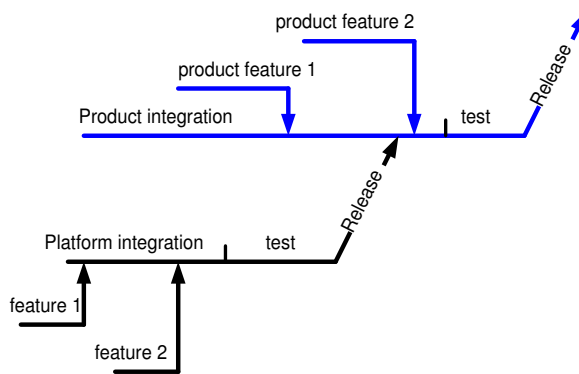 product feature 2
product feature 1
Release
Product integration
test
Release
Platform integration
test
feature 1
feature 2